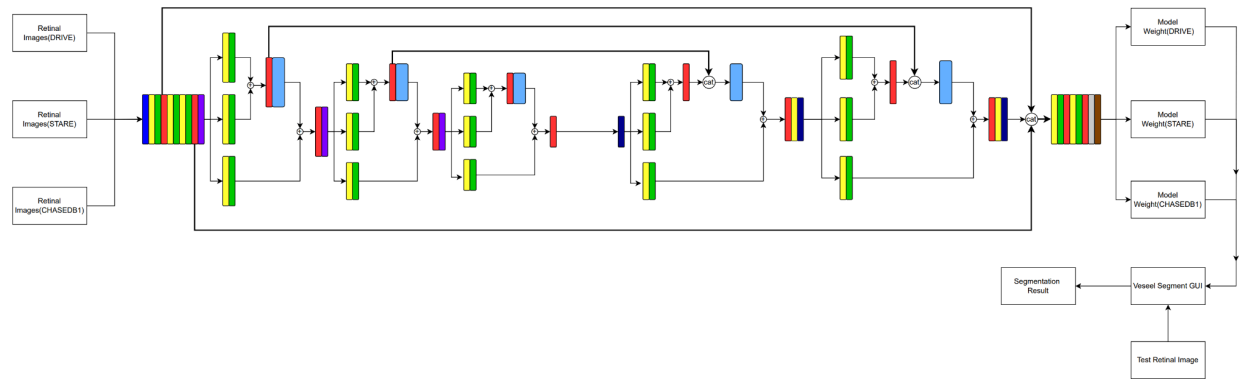 Retinal
Images(DRIVE)
Retinal
Images(STARE)
Retinal
Images(CHASEDB1)
+
+
+
+
+
+
+
+
+
cat
+
+
+
cat
+
cat
Model
Weight(DRIVE)
Model
Weight(STARE)
Model
Weight(CHASEDB1)
Segmentation
Result
Veseel Segment GUI
Test Retinal Image